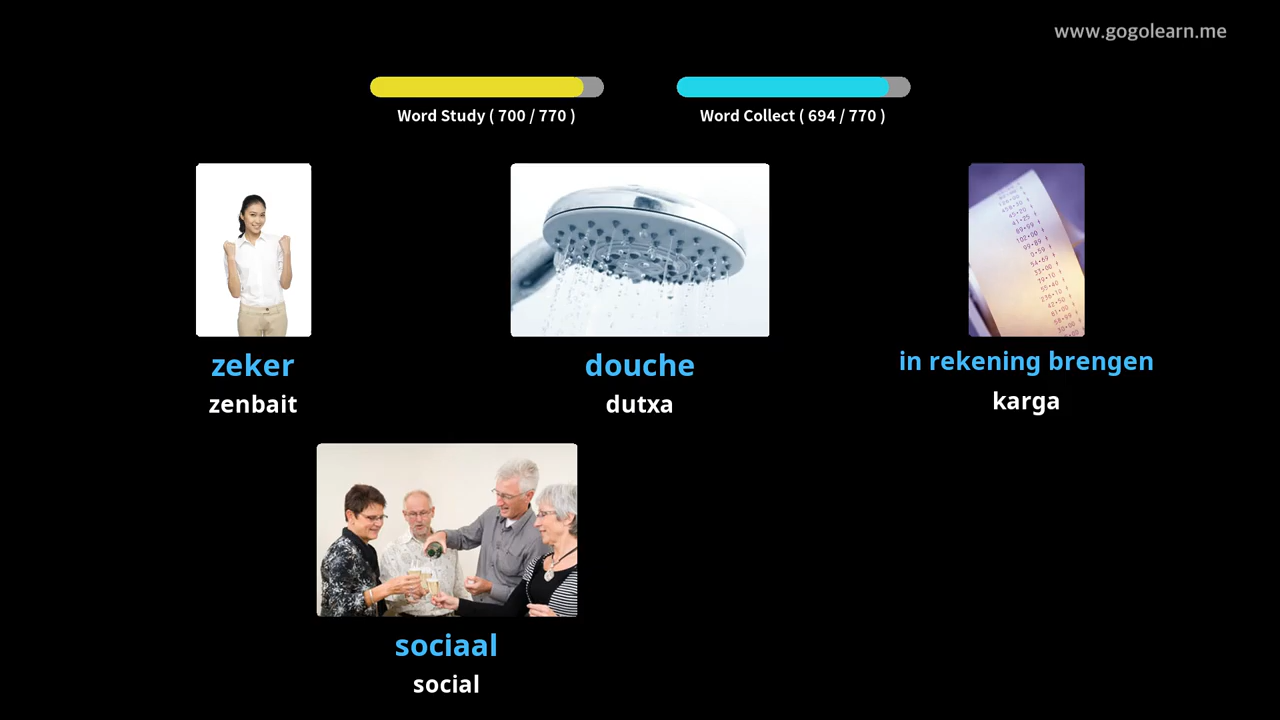 www.gogolearn.me
Word Study ( 700 / 770 )
Word Collect ( 694 / 770 )
zeker
zenbait
douche
dutxa
in rekening brengen
karga
sociaal
social